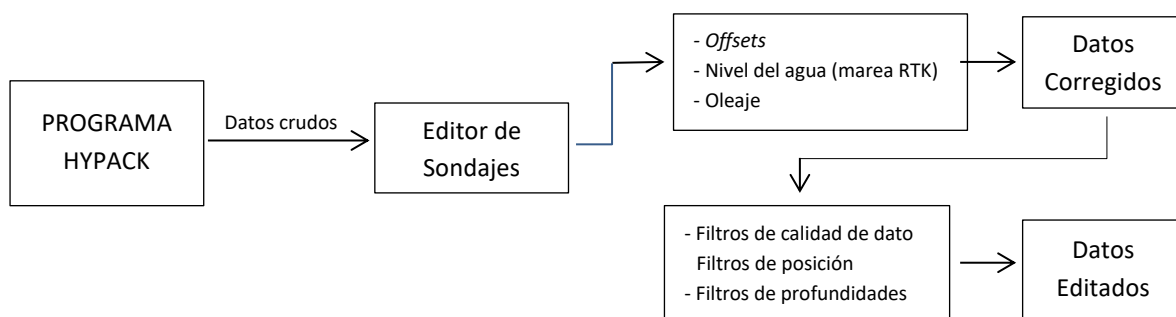 PROGRAMA
HYPACK
Datos crudos
Editor de
Sondajes
- Offsets
- Nivel del agua (marea RTK)
- Oleaje
Datos
Corregidos
- Filtros de calidad de dato
Filtros de posición
- Filtros de profundidades
Datos
Editados